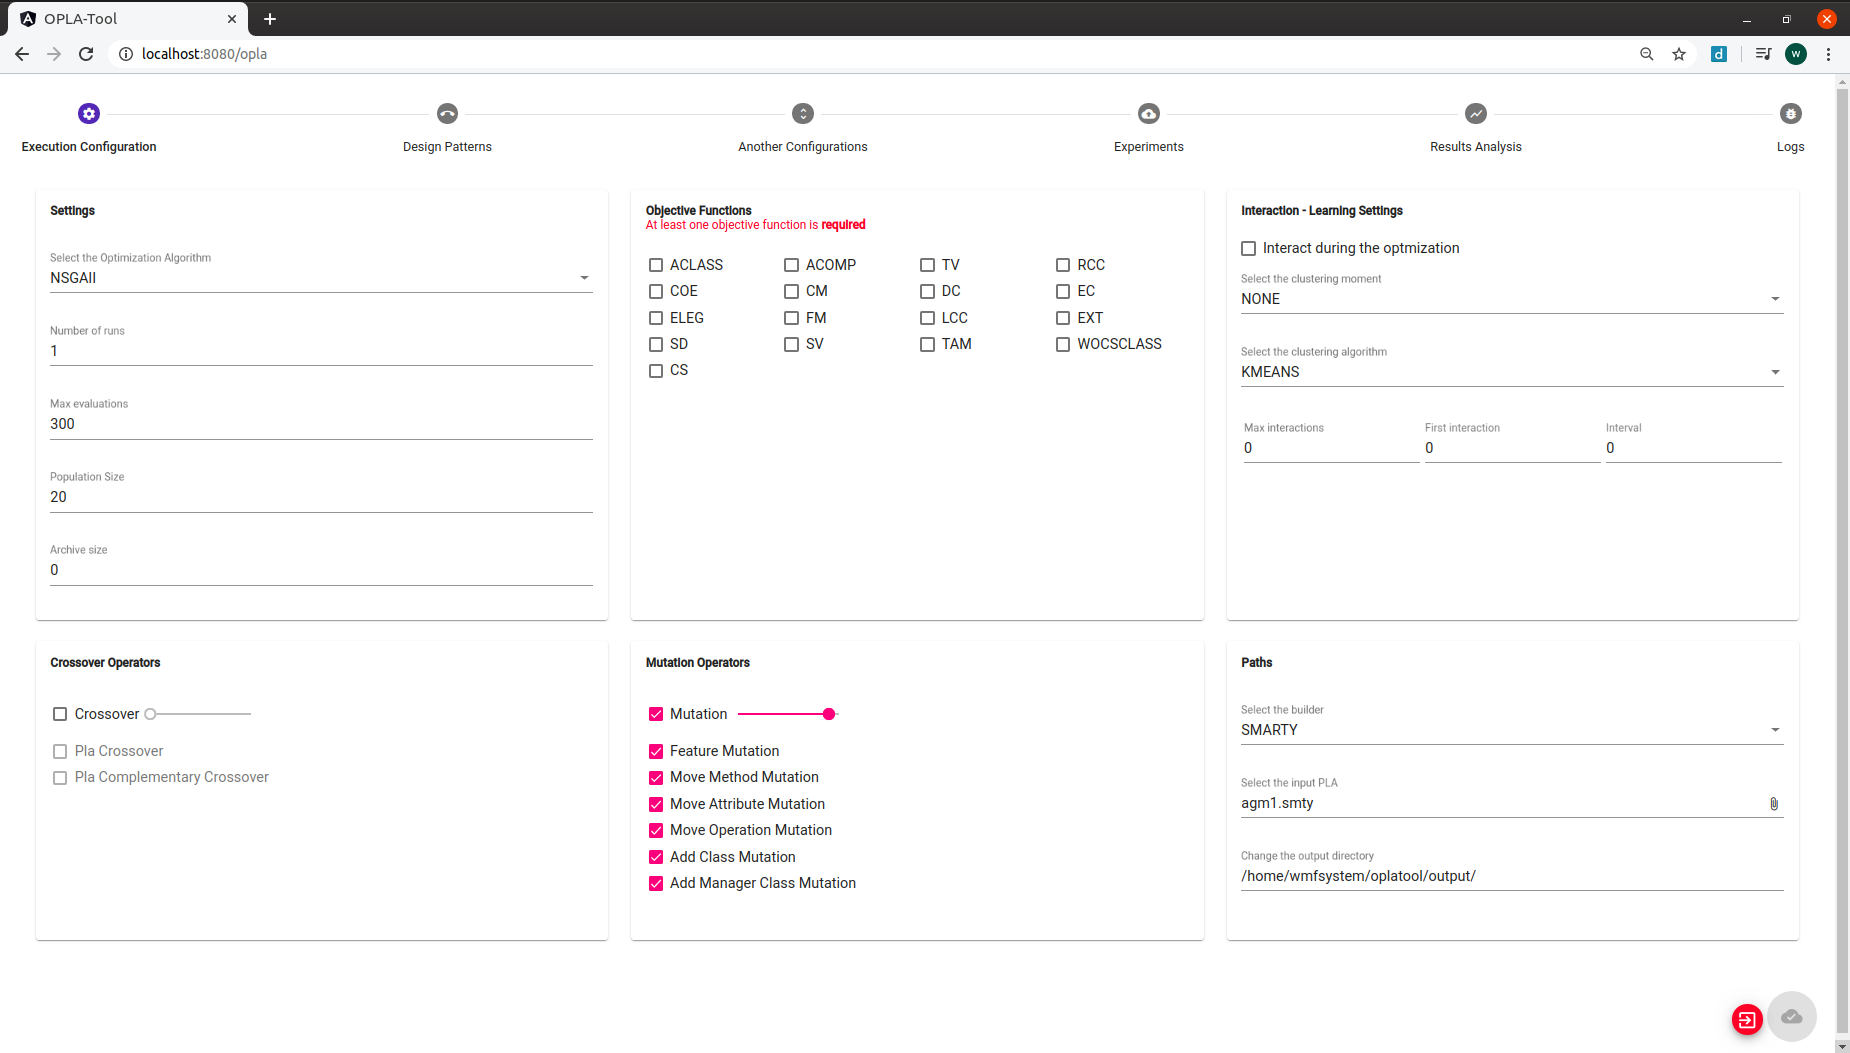 OPLA-Tool
localhost:8080/opla
d
w
Execution Configuration
Design Patterns
Another Configurations
Experiments
Results Analysis
Logs
Settings
Select the Optimization Algorithm
NSGAII
Number of runs
1
Max evaluations
300
Population Size
20
Archive size
0
Objective Functions
At least one objective function is required
ACLASS ACOMP TV RCC
COE CM DC EC
ELEG FM LCC EXT
SD SV TAM WOCSCLASS
CS
Interaction - Learning Settings
Interact during the optmization
Select the clustering moment
NONE
Select the clustering algorithm
KMEANS
Max interactions First interaction Interval
0 0 0
Crossover Operators
Crossover
Pla Crossover
Pla Complementary Crossover
Mutation Operators
Mutation
Feature Mutation
Move Method Mutation
Move Attribute Mutation
Move Operation Mutation
Add Class Mutation
Add Manager Class Mutation
Paths
Select the builder
SMARTY
Select the input PLA
agm1.smty
Change the output directory
/home/wmfsystem/oplatool/output/